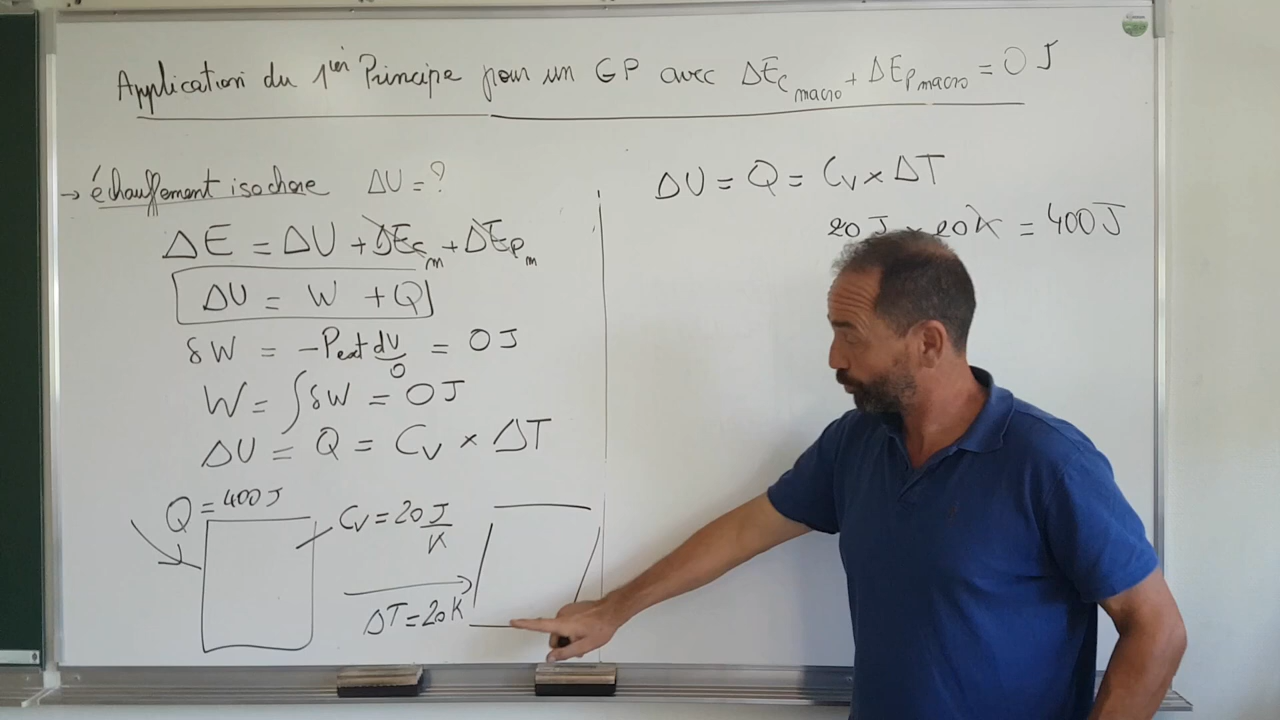 Application du 1er Principe pour un GP avec ΔEc macro + ΔEp macro = 0 J
→ échauffement isochore ΔU = ?
ΔE = ΔU + ΔEc m + ΔEp m
ΔU = W + Q
δW = -Pext dV = 0 J
0
W = ∫δW = 0 J
ΔU = Q = Cv × ΔT
Q = 400 J
Cv = 20 J/K
ΔT = 20 K
ΔU = Q = Cv × ΔT
20 J × 20 K = 400 J